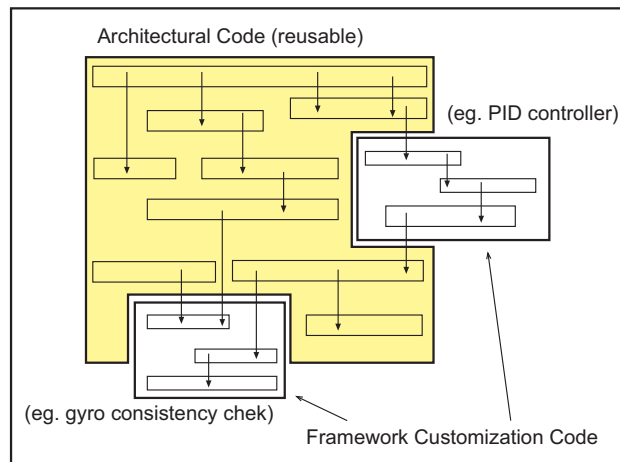 Architectural Code (reusable)
(eg. PID controller)
(eg. gyro consistency chek)
Framework Customization Code